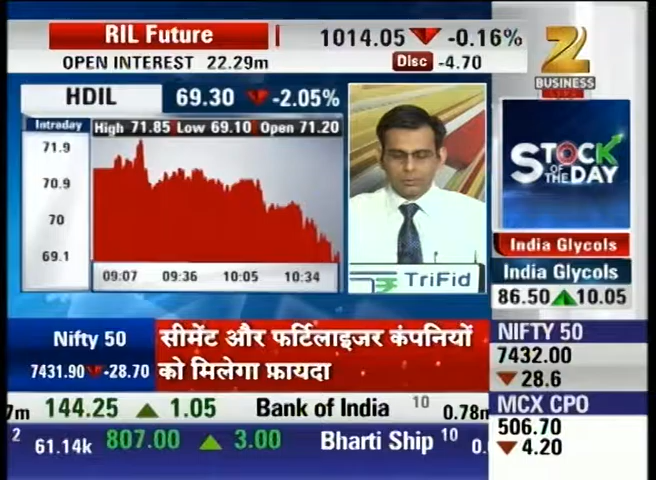 RIL Future
1014.05 -0.16%
OPEN INTEREST 22.29m
Disc -4.70
Z
BUSINESS
HDIL
69.30 -2.05%
Intraday
High 71.85 Low 69.10 Open 71.20
71.9
70.9
70
69.1
09:07 09:36 10:05 10:34
TriFid
STOCK
OF THE DAY
India Glycols
India Glycols
86.50 10.05
Nifty 50
7431.90 -28.70
सीमेंट और फर्टिलाइजर कंपनियों
को मिलेगा फ़ायदा
NIFTY 50
7432.00
28.6
MCX CPO
506.70
4.20
7m 144.25 1.05 Bank of India 10 0.78m
2 61.14k 807.00 3.00 Bharti Ship 10 0.